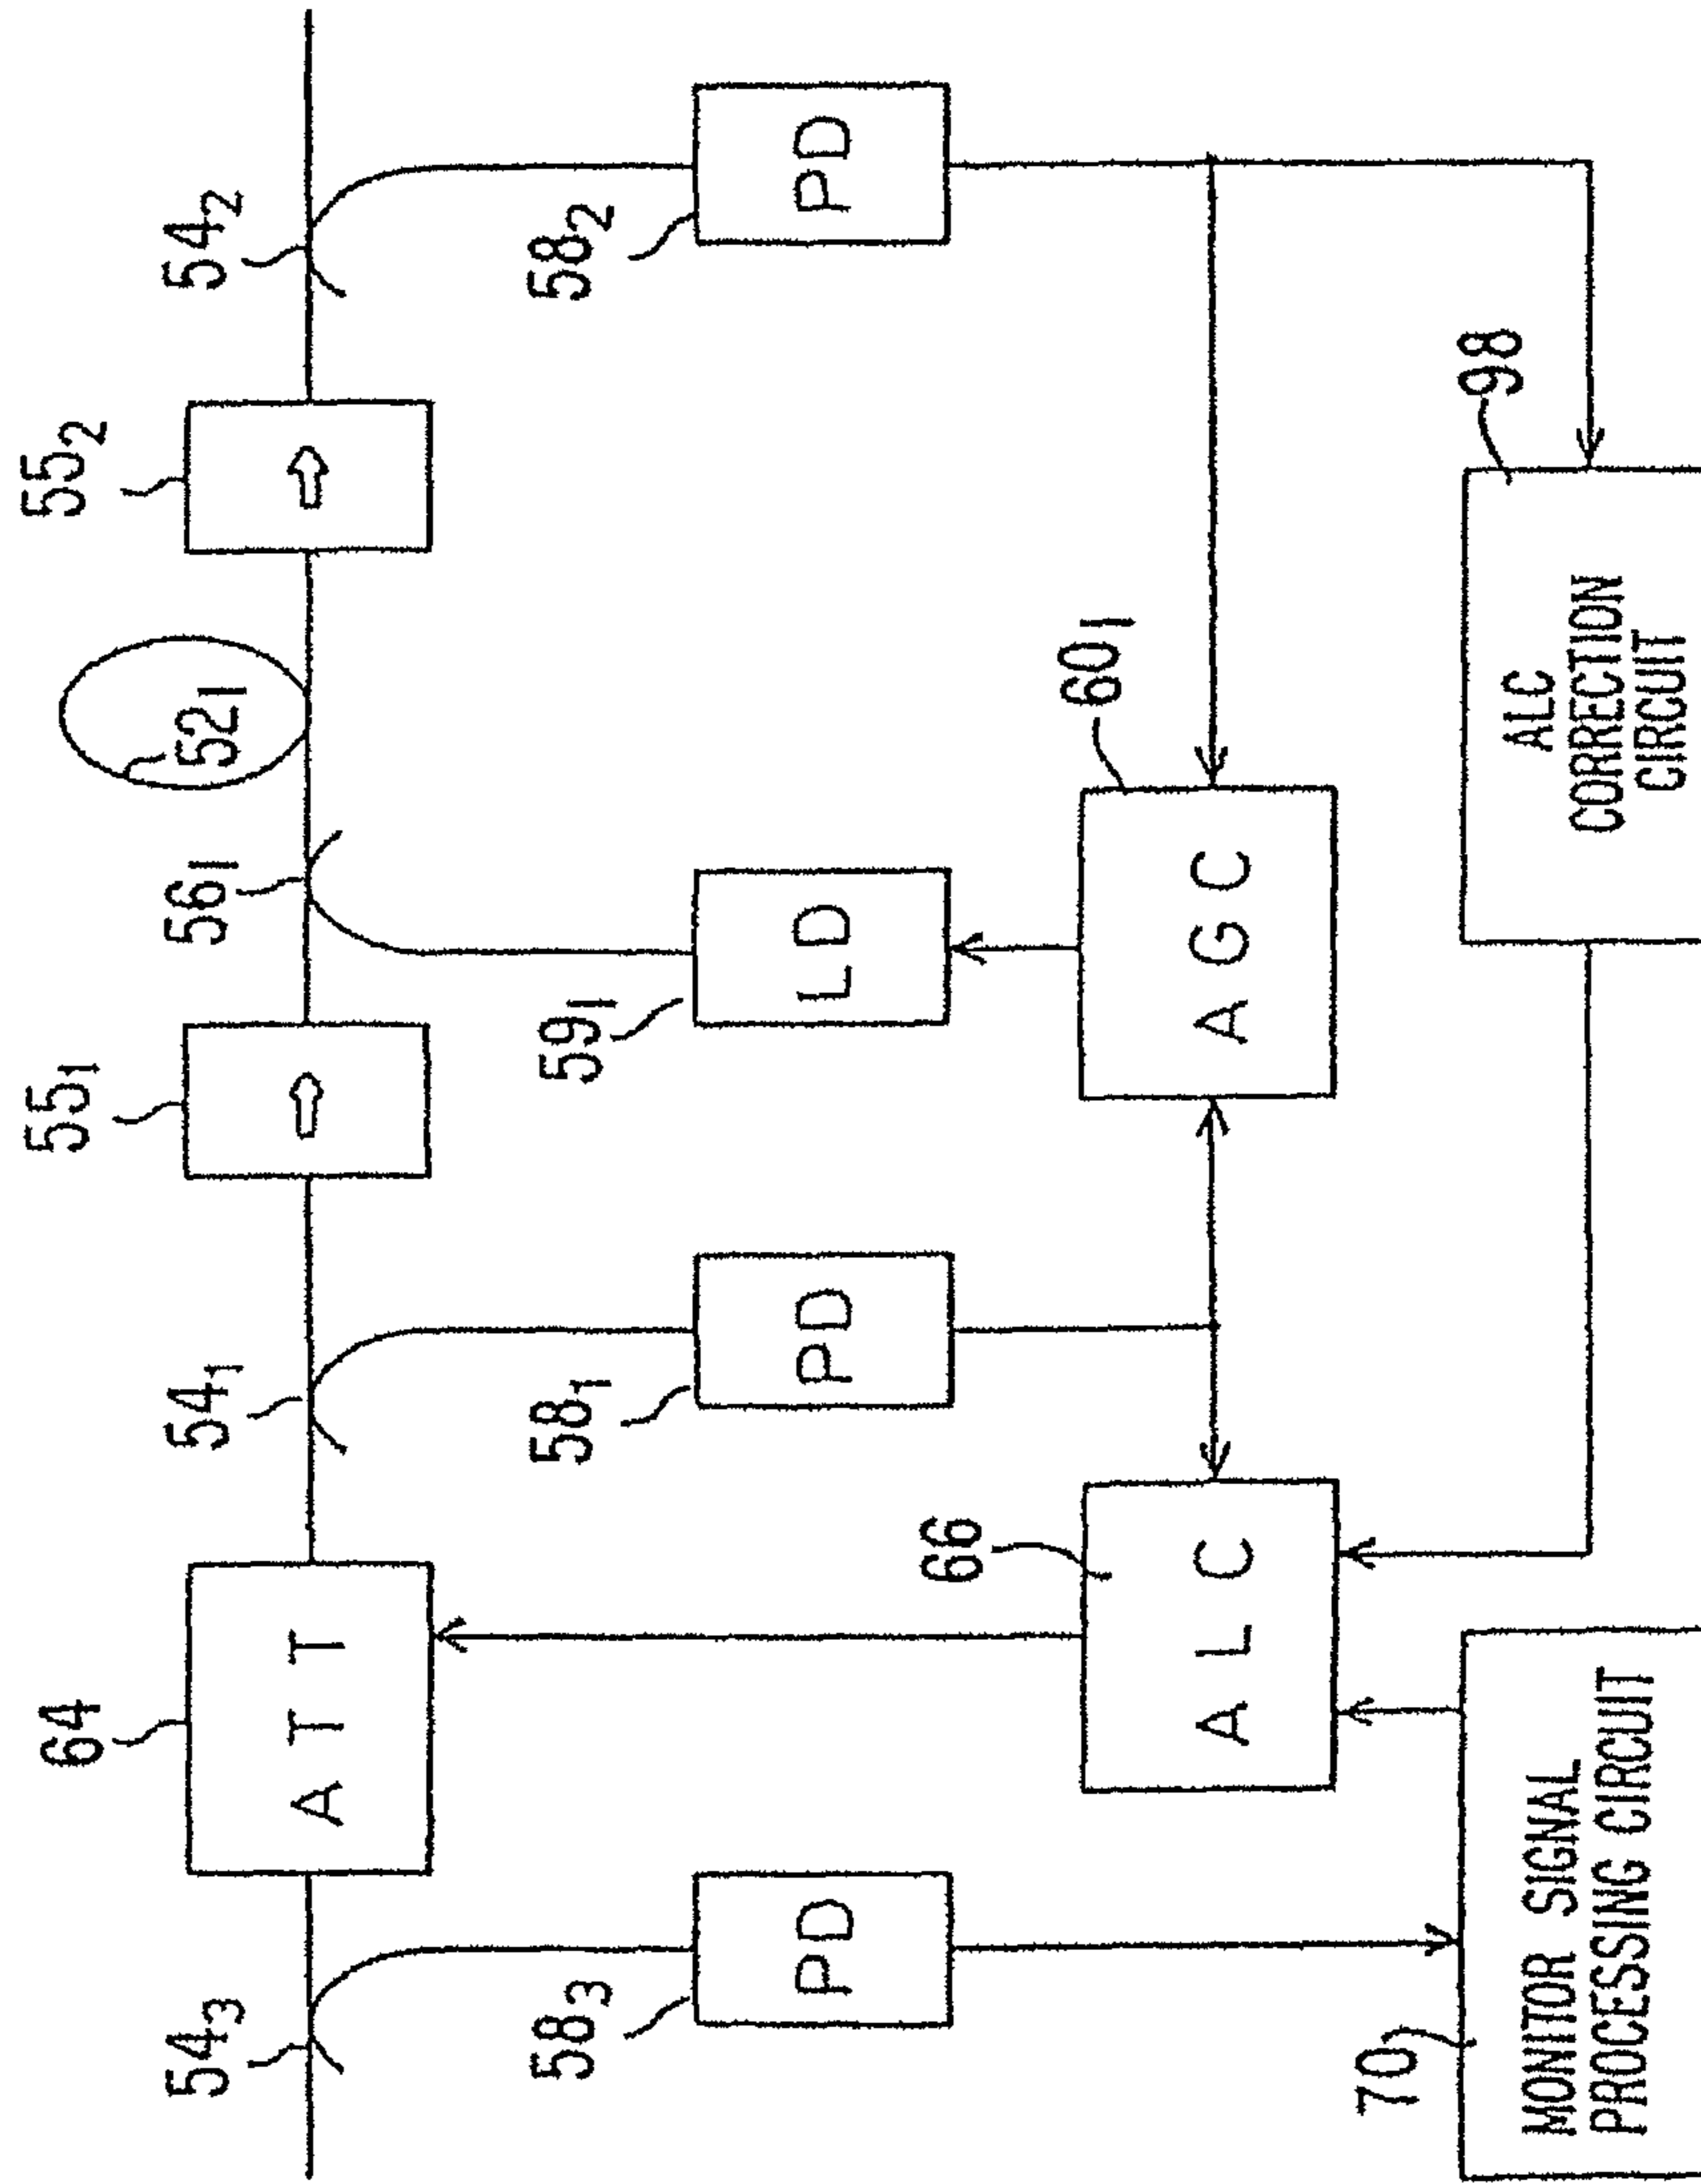 54₃
64
ATT
54₁
55₁
56₁
52₁
55₂
54₂
58₃
PD
58₁
PD
59₁
LD
58₂
PD
66
ALC
60₁
AGC
70
MONITOR SIGNAL
PROCESSING CIRCUIT
98
ALC
CORRECTION
CIRCUIT